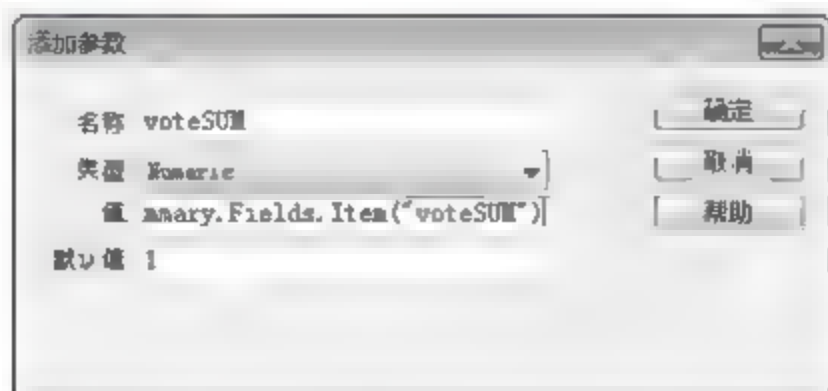 添加参数
名称 voteSUM
确定
类型 Numeric
取消
值 mmary.Fields.Item("voteSUM")
帮助
默认值 1